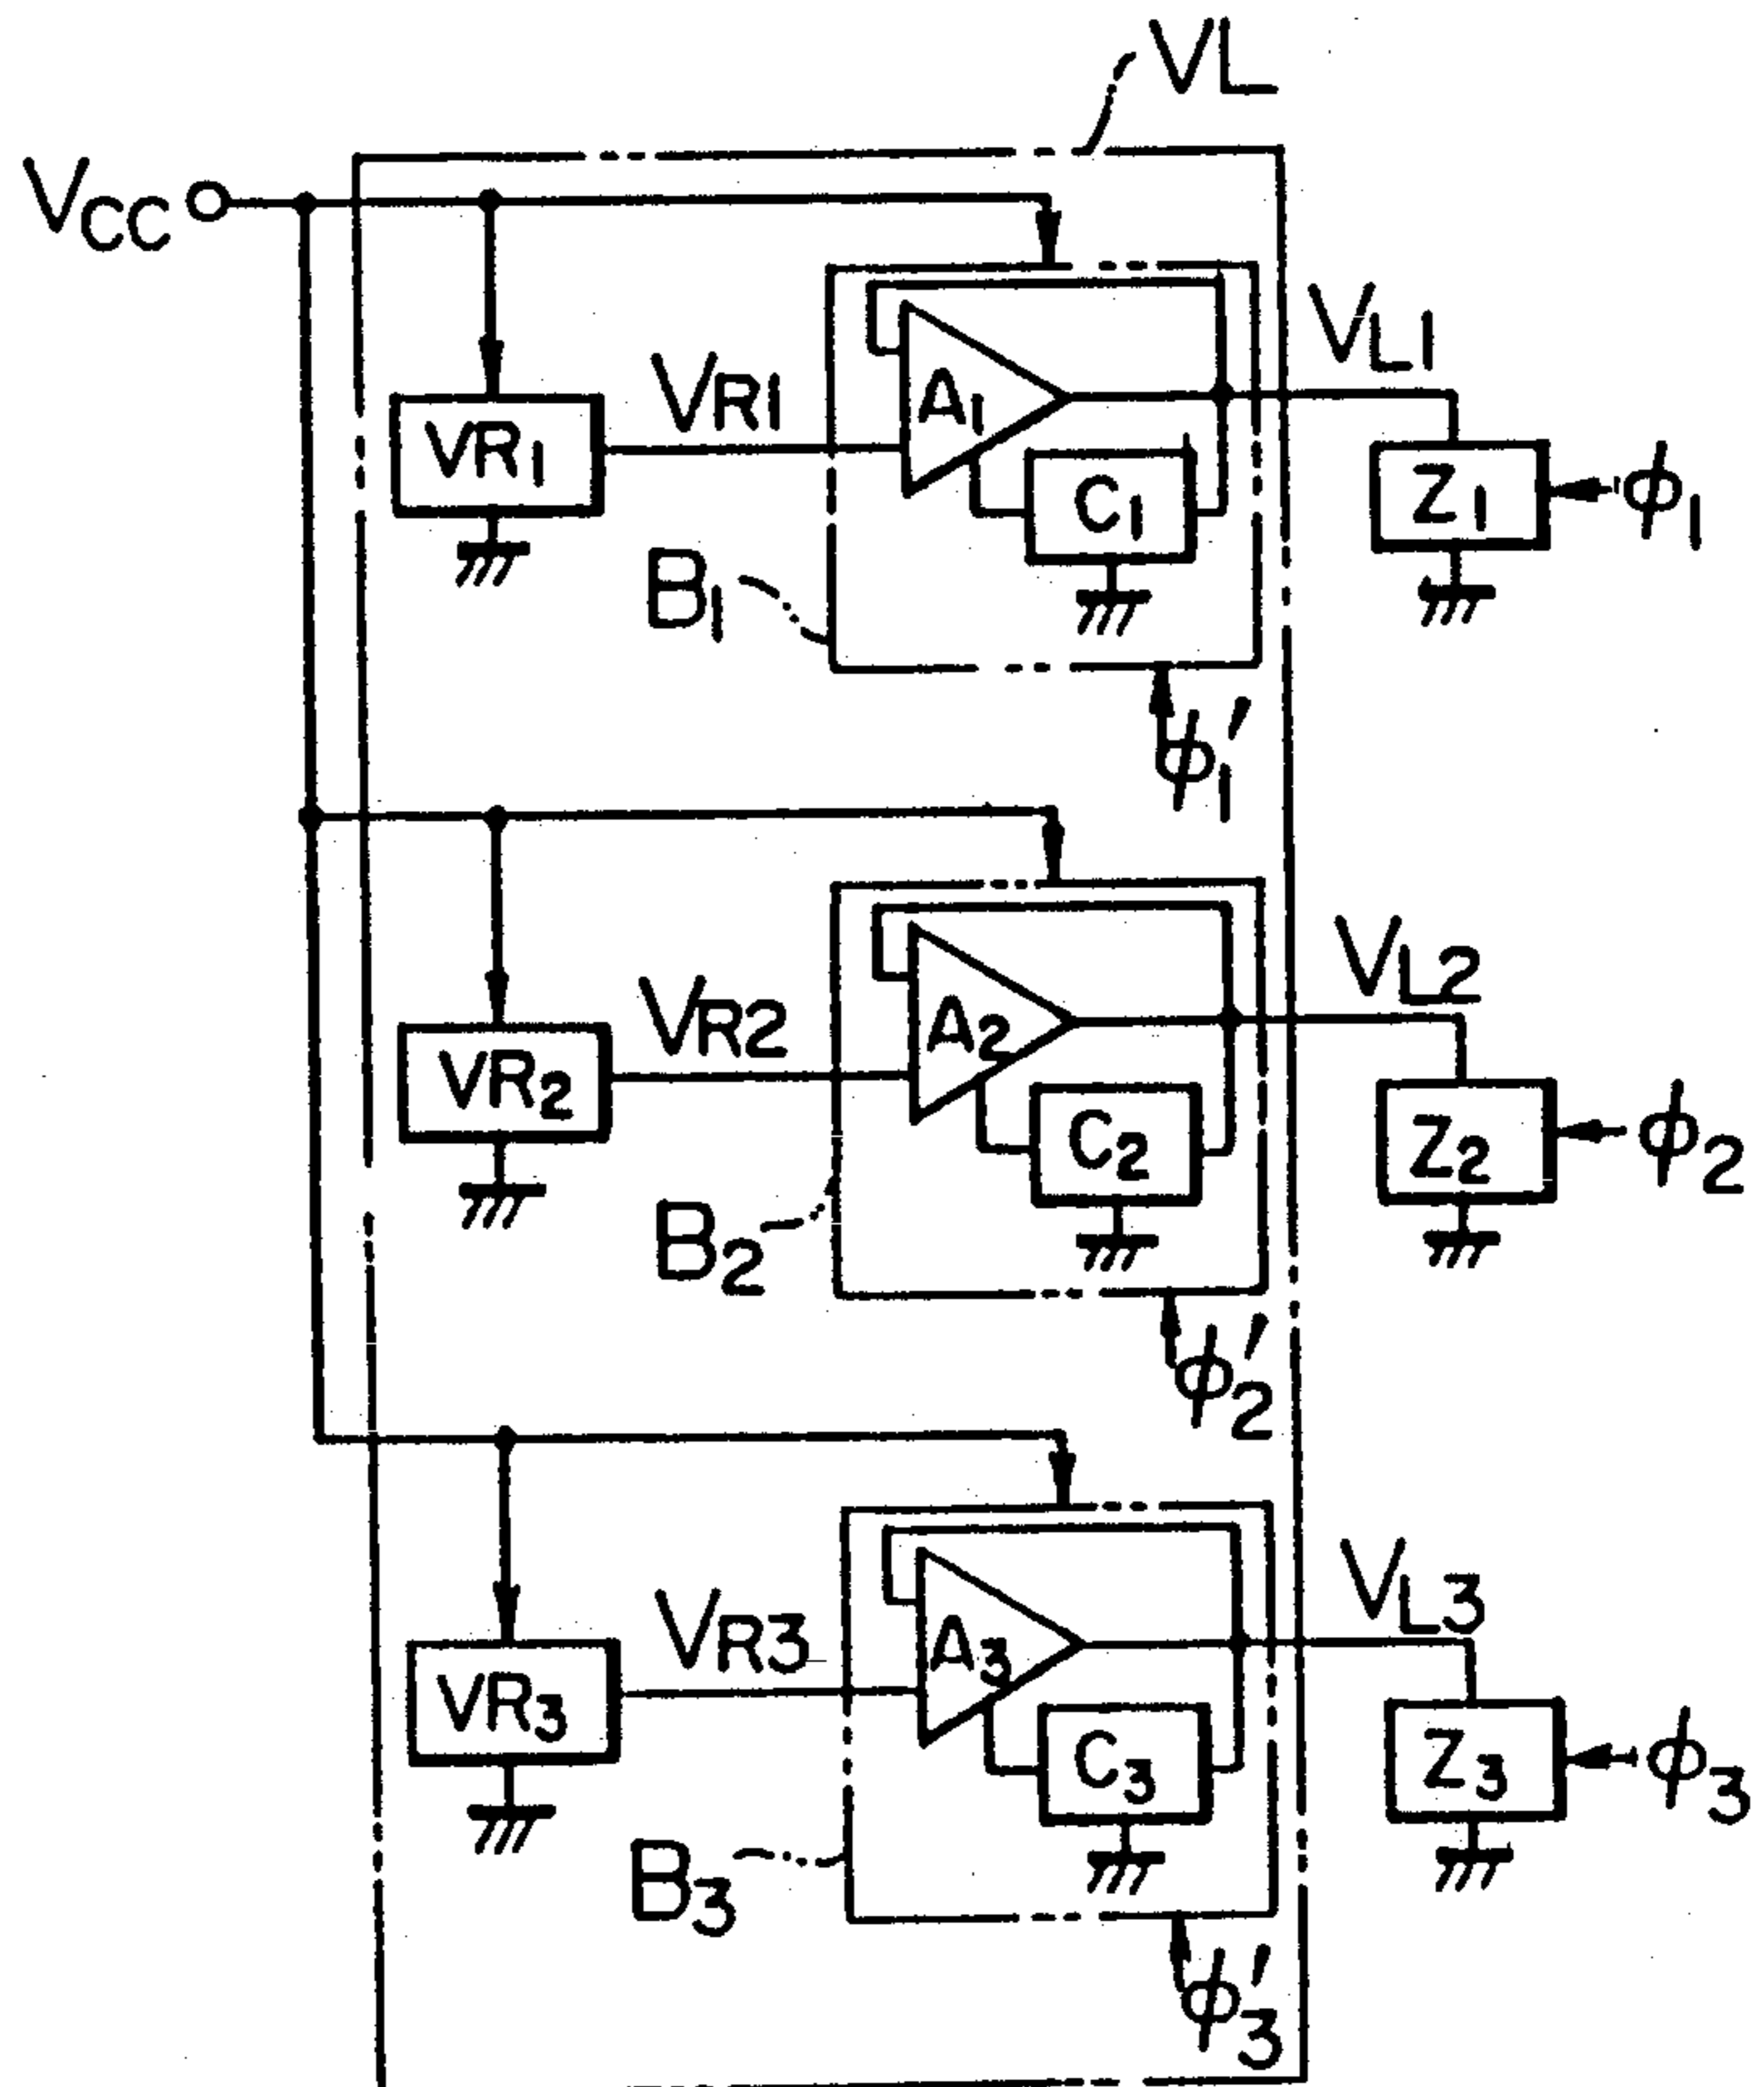 VL
VCC
VL1
VR1
A1
VR1
C1
Z1
ϕ1
B1
ϕ1'
VL2
VR2
A2
VR2
C2
Z2
ϕ2
B2
ϕ2'
VL3
VR3
A3
VR3
C3
Z3
ϕ3
B3
ϕ3'